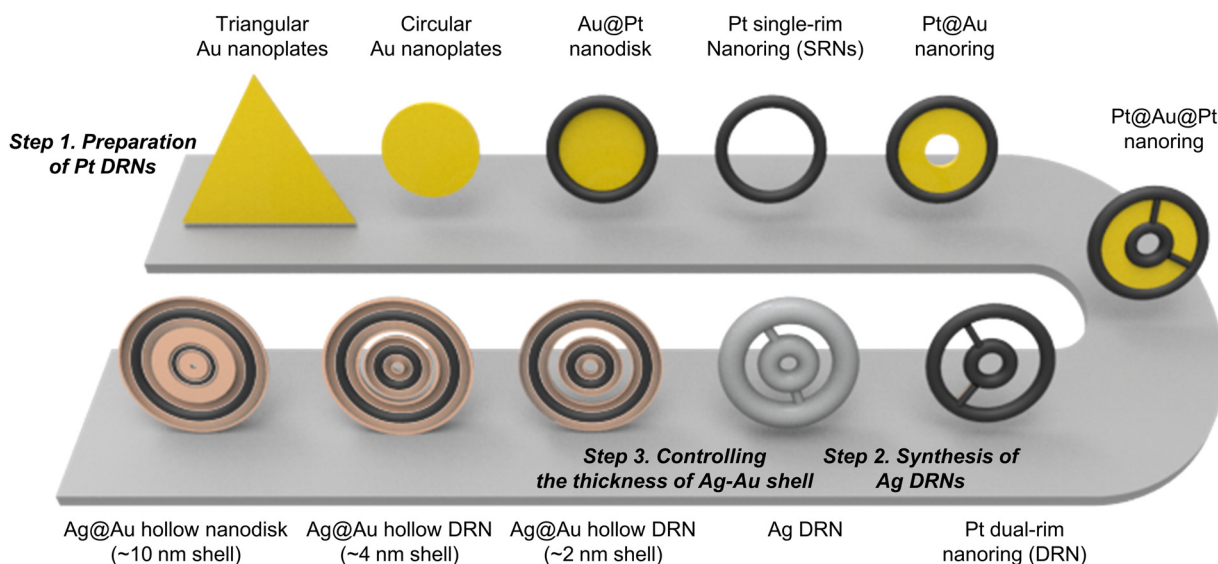 Triangular
Au nanoplates
Circular
Au nanoplates
Au@Pt
nanodisk
Pt single-rim
Nanoring (SRNs)
Pt@Au
nanoring
Pt@Au@Pt
nanoring
Step 1. Preparation
of Pt DRNs
Step 3. Controlling
the thickness of Ag-Au shell
Step 2. Synthesis of
Ag DRNs
Ag@Au hollow nanodisk
(~10 nm shell)
Ag@Au hollow DRN
(~4 nm shell)
Ag@Au hollow DRN
(~2 nm shell)
Ag DRN
Pt dual-rim
nanoring (DRN)